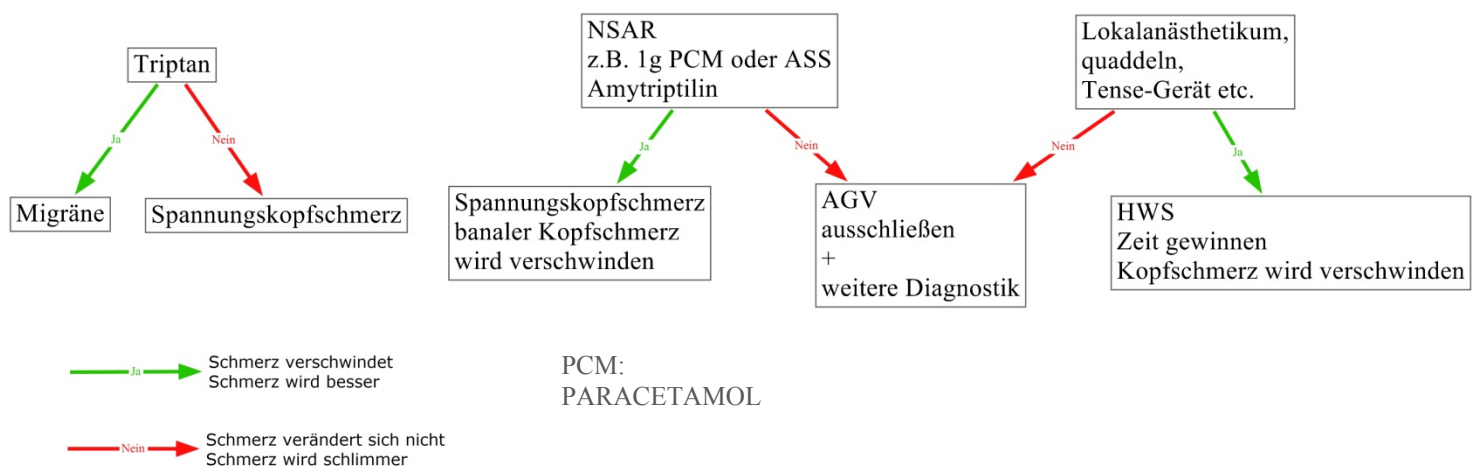 Triptan
Ja
Nein
Migräne
Spannungskopfschmerz
NSAR
z.B. 1g PCM oder ASS
Amytriptilin
Ja
Nein
Spannungskopfschmerz
banaler Kopfschmerz
wird verschwinden
AGV
ausschließen
+
weitere Diagnostik
Lokalanästhetikum,
quaddeln,
Tense-Gerät etc.
Nein
Ja
HWS
Zeit gewinnen
Kopfschmerz wird verschwinden
Ja
Schmerz verschwindet
Schmerz wird besser
PCM:
PARACETAMOL
Nein
Schmerz verändert sich nicht
Schmerz wird schlimmer